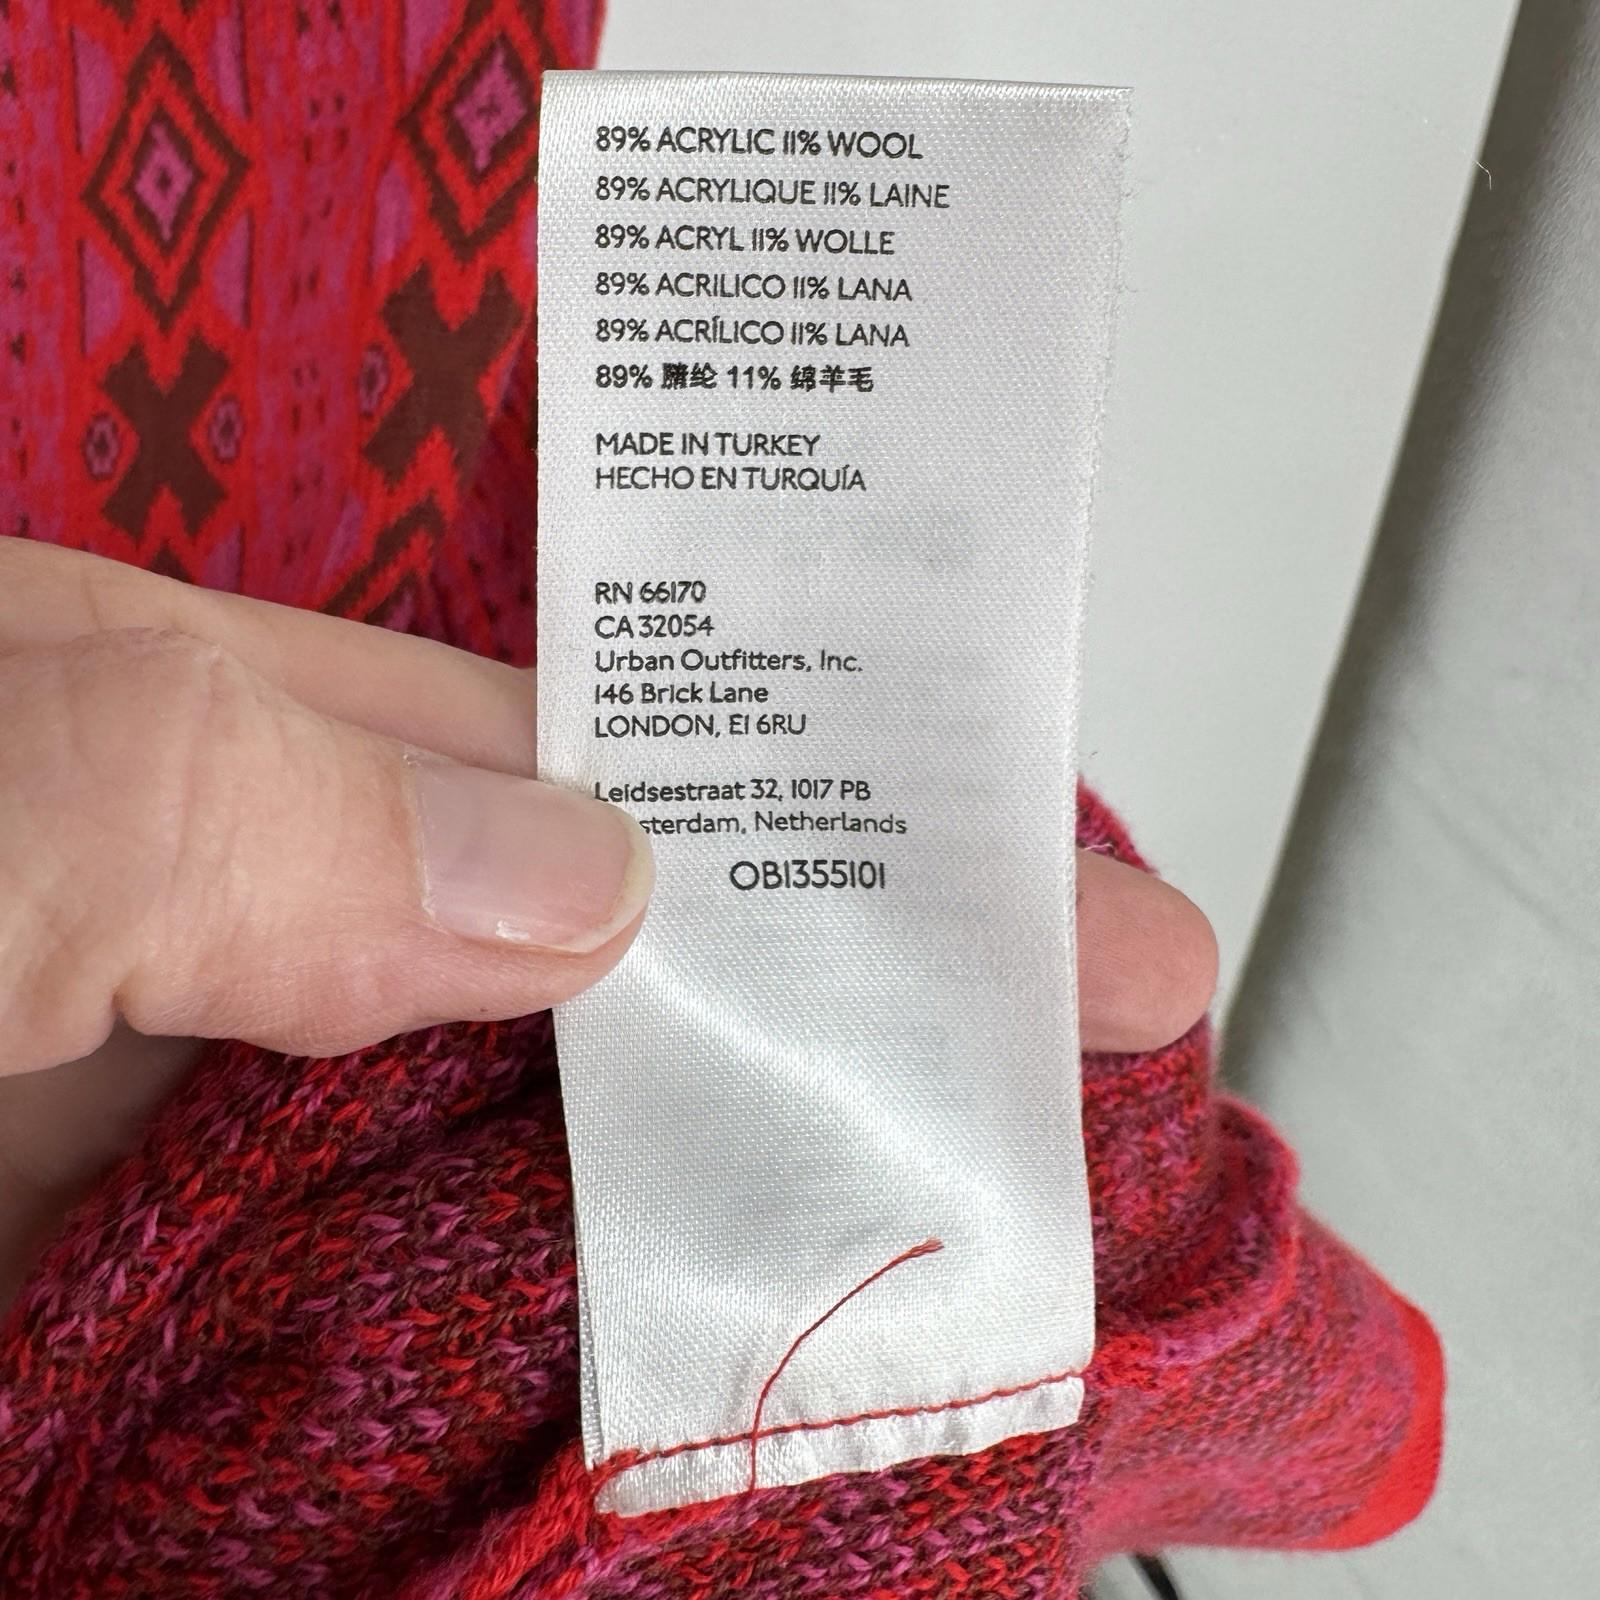 89% ACRYLIC 11% WOOL
89% ACRYLIQUE 11% LAINE
89% ACRYL 11% WOLLE
89% ACRILICO 11% LANA
89% ACRÍLICO 11% LANA
89% 腈纶 11% 绵羊毛
MADE IN TURKEY
HECHO EN TURQUÍA
RN 66170
CA 32054
Urban Outfitters, Inc.
146 Brick Lane
LONDON, E1 6RU
Leidsestraat 32, 1017 PB
sterdam, Netherlands
OB1355101